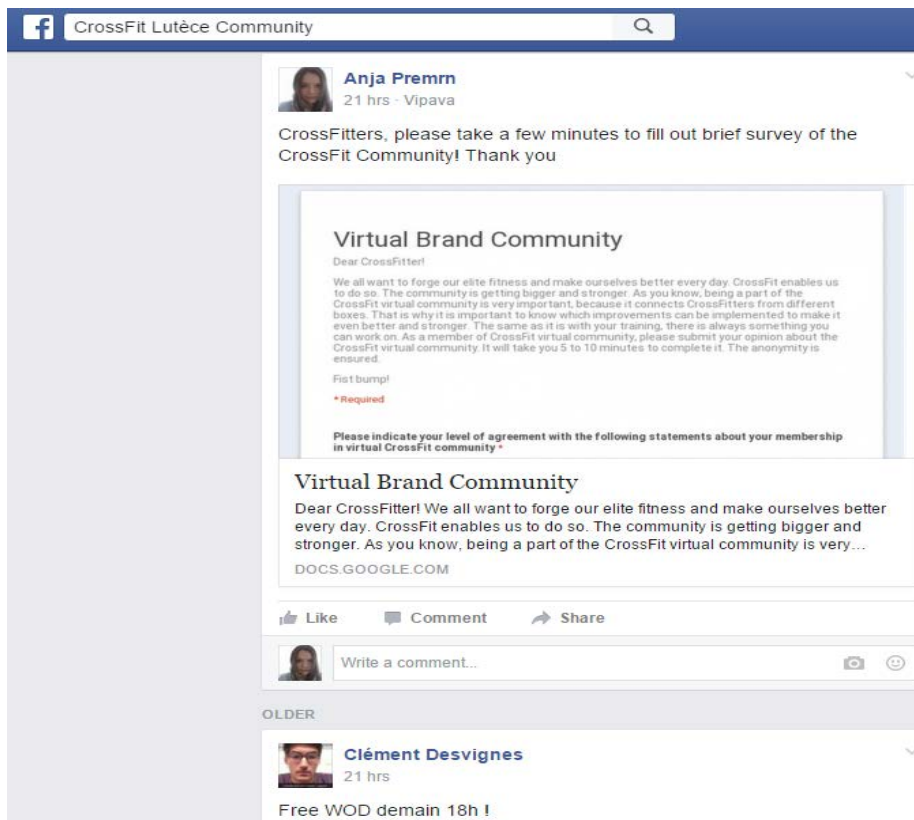 f
CrossFit Lutèce Community
Anja Premrn
21 hrs · Vipava
CrossFitters, please take a few minutes to fill out brief survey of the
CrossFit Community! Thank you
Virtual Brand Community
Dear CrossFitter!
We all want to forge our elite fitness and make ourselves better every day. CrossFit enables us
to do so. The community is getting bigger and stronger. As you know, being a part of the
CrossFit virtual community is very important, because it connects CrossFitters from different
boxes. That is why it is important to know which improvements can be implemented to make it
even better and stronger. The same as it is with your training, there is always something you
can work on. As a member of CrossFit virtual community, please submit your opinion about the
CrossFit virtual community. It will take you 5 to 10 minutes to complete it. The anonymity is
ensured.
Fist bump!
* Required
Please indicate your level of agreement with the following statements about your membership
in virtual CrossFit community *
Virtual Brand Community
Dear CrossFitter! We all want to forge our elite fitness and make ourselves better
every day. CrossFit enables us to do so. The community is getting bigger and
stronger. As you know, being a part of the CrossFit virtual community is very...
DOCS.GOOGLE.COM
Like Comment Share
Write a comment...
OLDER
Clément Desvignes
21 hrs
Free WOD demain 18h !